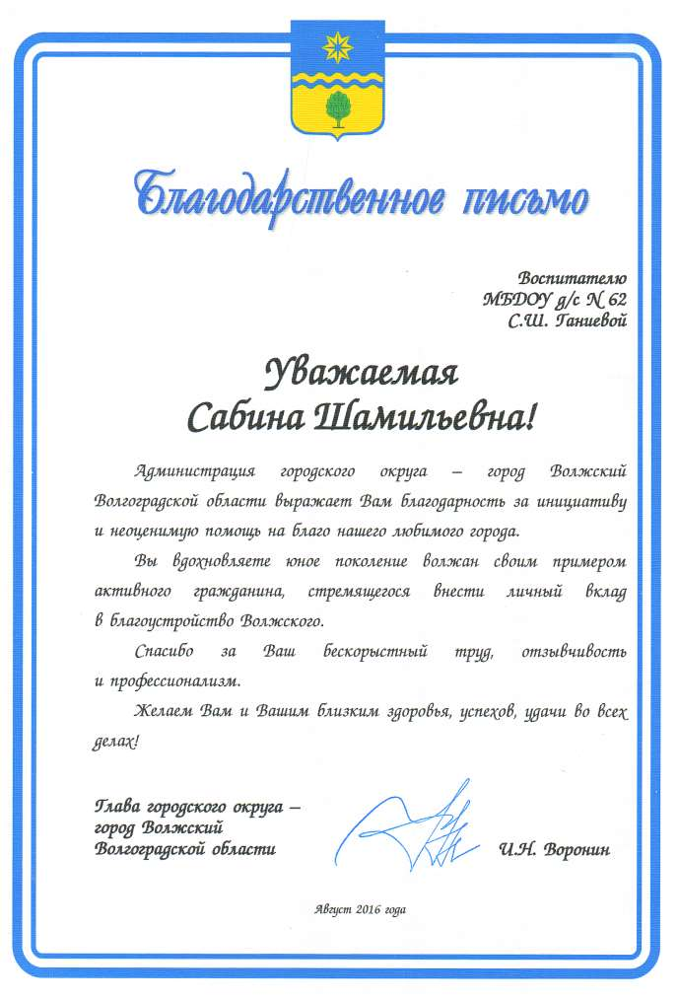 Благодарственное письмо
Воспитателю
МБДОУ д/с N 62
С.Ш. Ганиевой
Уважаемая
Сабина Шамильевна!
Администрация городского округа – город Волжский
Волгоградской области выражает Вам благодарность за инициативу
и неоценимую помощь на благо нашего любимого города.
Вы вдохновляете юное поколение волжан своим примером
активного гражданина, стремящегося внести личный вклад
в благоустройство Волжского.
Спасибо за Ваш бескорыстный труд, отзывчивость
и профессионализм.
Желаем Вам и Вашим близким здоровья, успехов, удачи во всех
делах!
Глава городского округа –
город Волжский
Волгоградской области
И.Н. Воронин
Август 2016 года